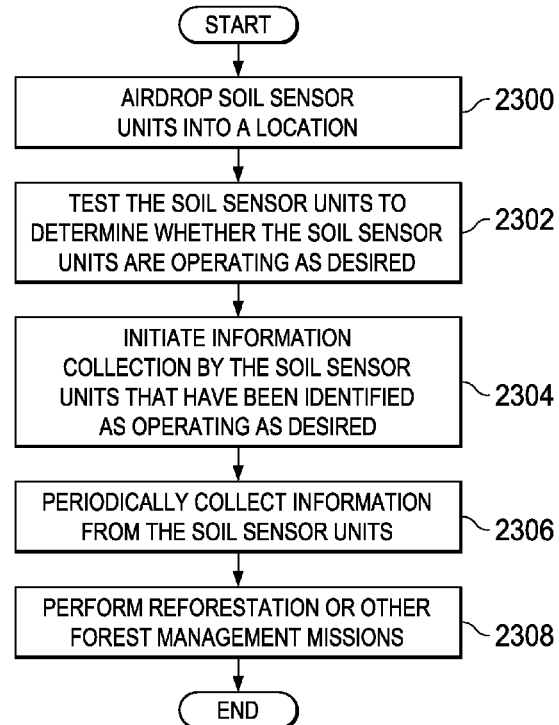 START
AIRDROP SOIL SENSOR
UNITS INTO A LOCATION
2300
TEST THE SOIL SENSOR UNITS TO
DETERMINE WHETHER THE SOIL SENSOR
UNITS ARE OPERATING AS DESIRED
2302
INITIATE INFORMATION
COLLECTION BY THE SOIL SENSOR
UNITS THAT HAVE BEEN IDENTIFIED
AS OPERATING AS DESIRED
2304
PERIODICALLY COLLECT INFORMATION
FROM THE SOIL SENSOR UNITS
2306
PERFORM REFORESTATION OR OTHER
FOREST MANAGEMENT MISSIONS
2308
END